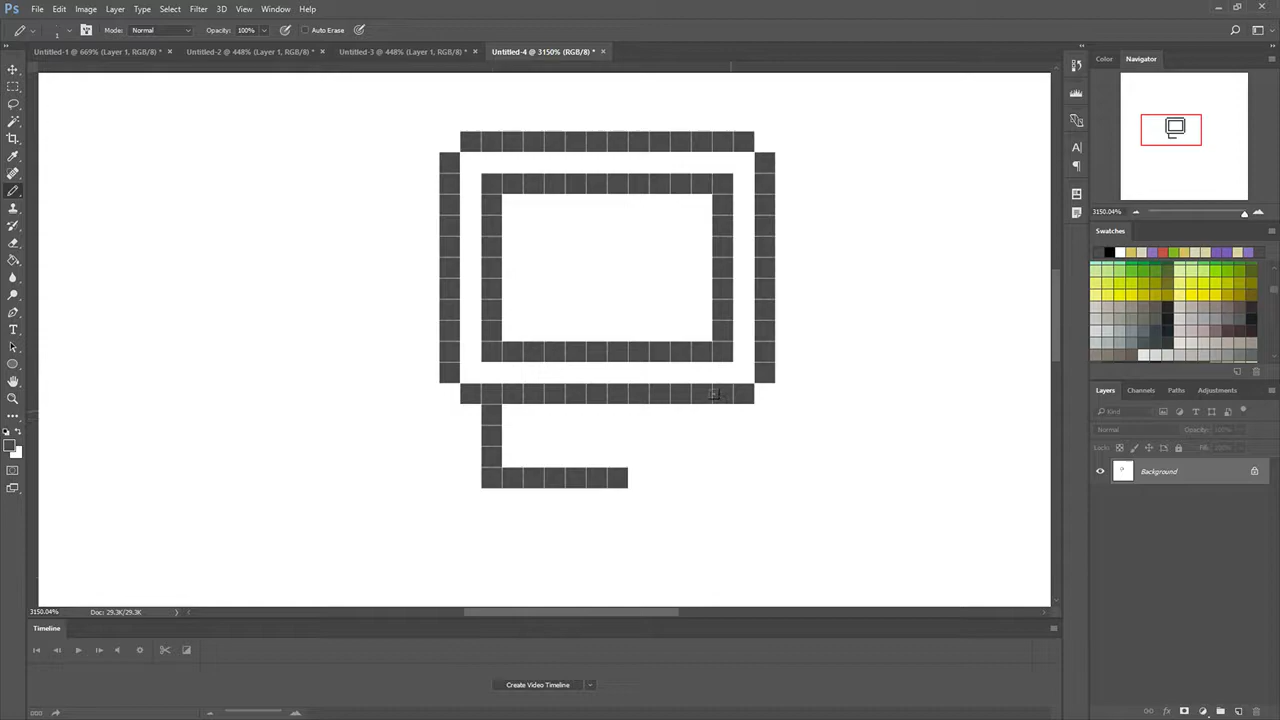 Ps File Edit Image Layer Type Select Filter 3D View Window Help
1 Mode: Normal Opacity: 100% Auto Erase
Untitled-1 @ 669% (Layer 1, RGB/8) * × Untitled-2 @ 448% (Layer 1, RGB/8) * × Untitled-3 @ 448% (Layer 1, RGB/8) * × Untitled-4 @ 3150% (RGB/8) * ×
Color Navigator
3150.04%
Swatches
Layers Channels Paths Adjustments
Kind
Normal Opacity: 100%
Lock: Fill: 100%
Background
3150.04% Doc: 29.3K/29.3K
Timeline
Create Video Timeline